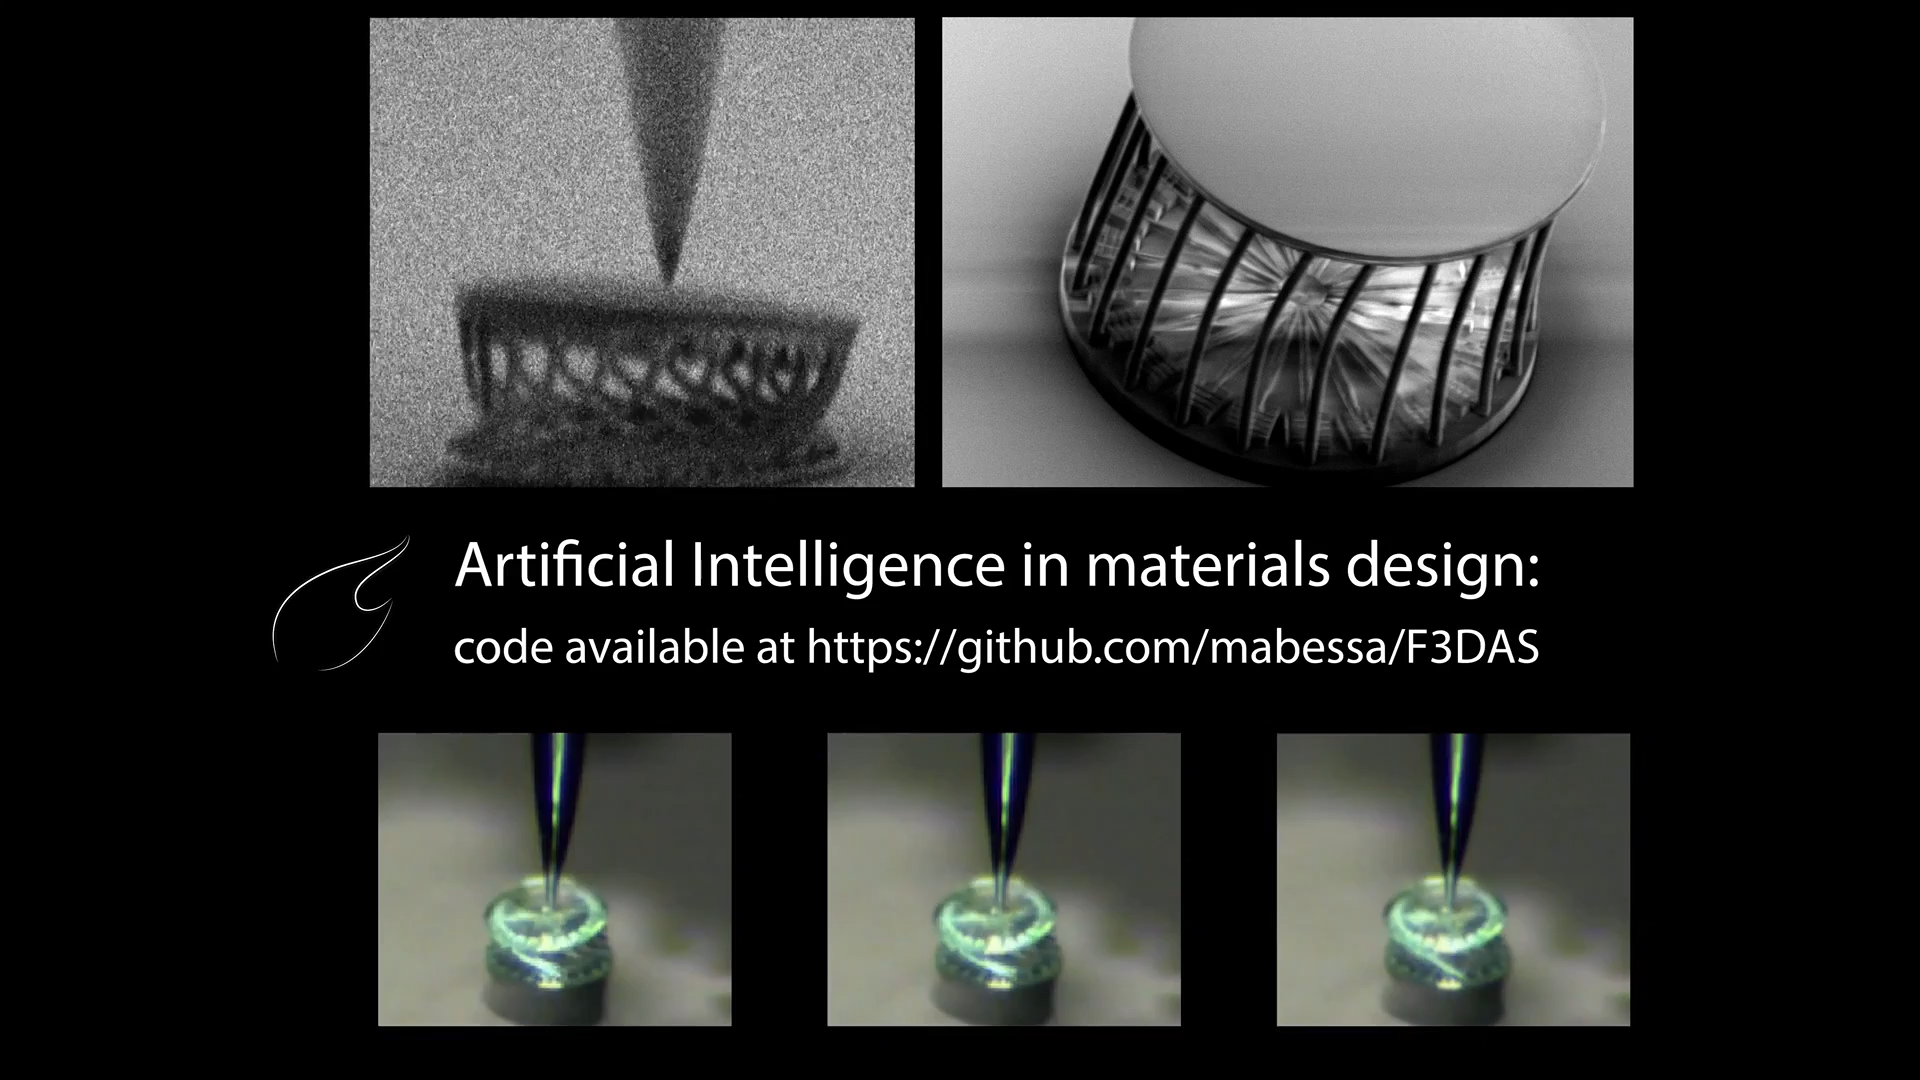 Artificial Intelligence in materials design:
code available at https://github.com/mabessa/F3DAS